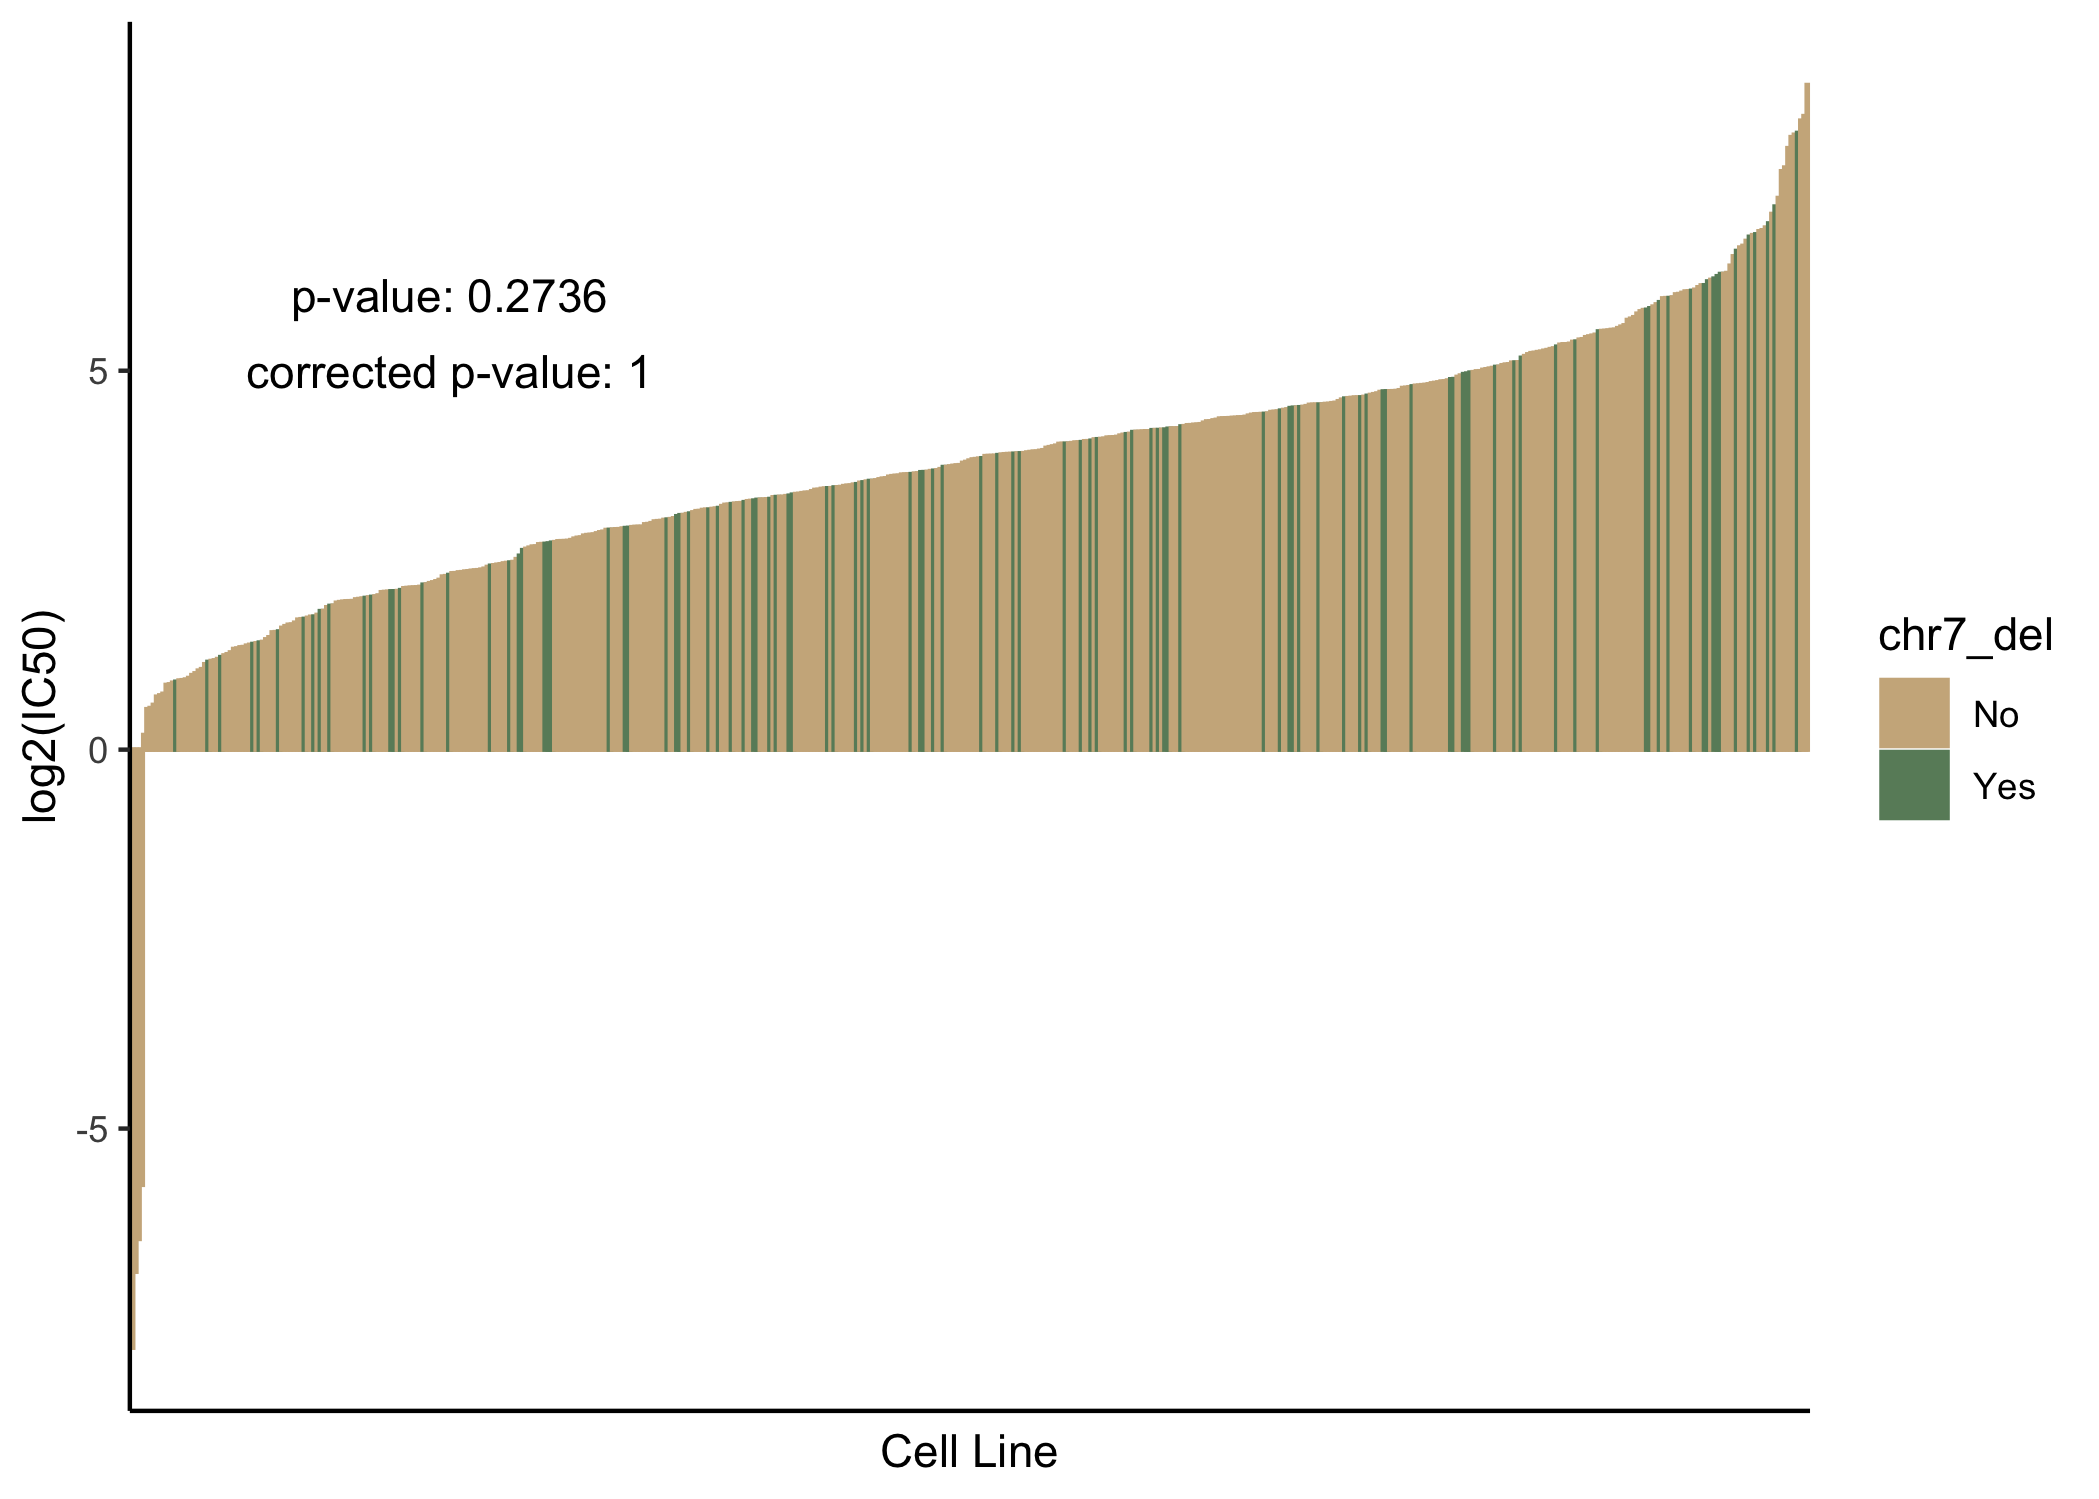 p-value: 0.2736
corrected p-value: 1
5
0
-5
log2(IC50)
Cell Line
chr7_del
No
Yes